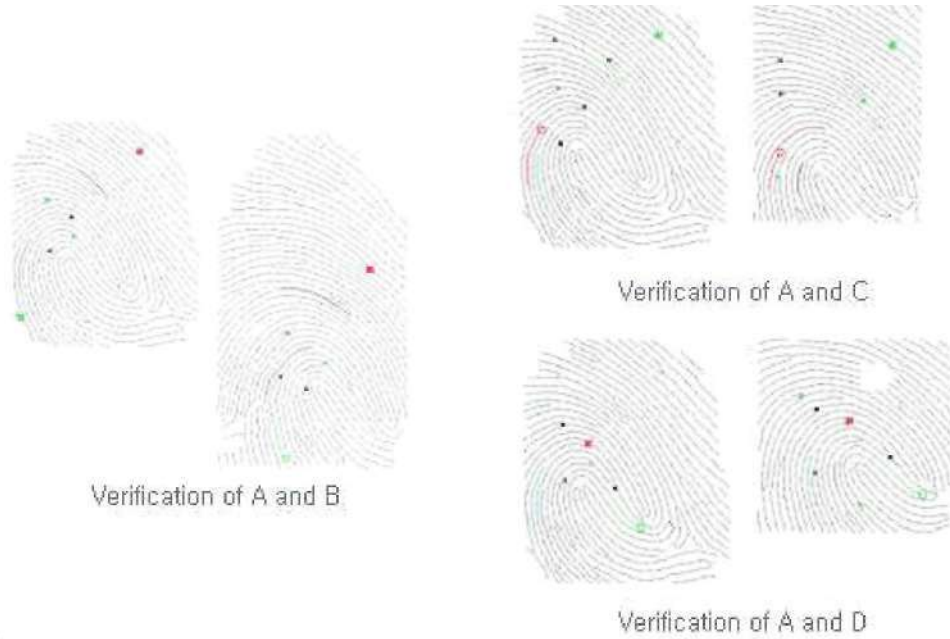 Verification of A and C
Verification of A and B
Verification of A and D